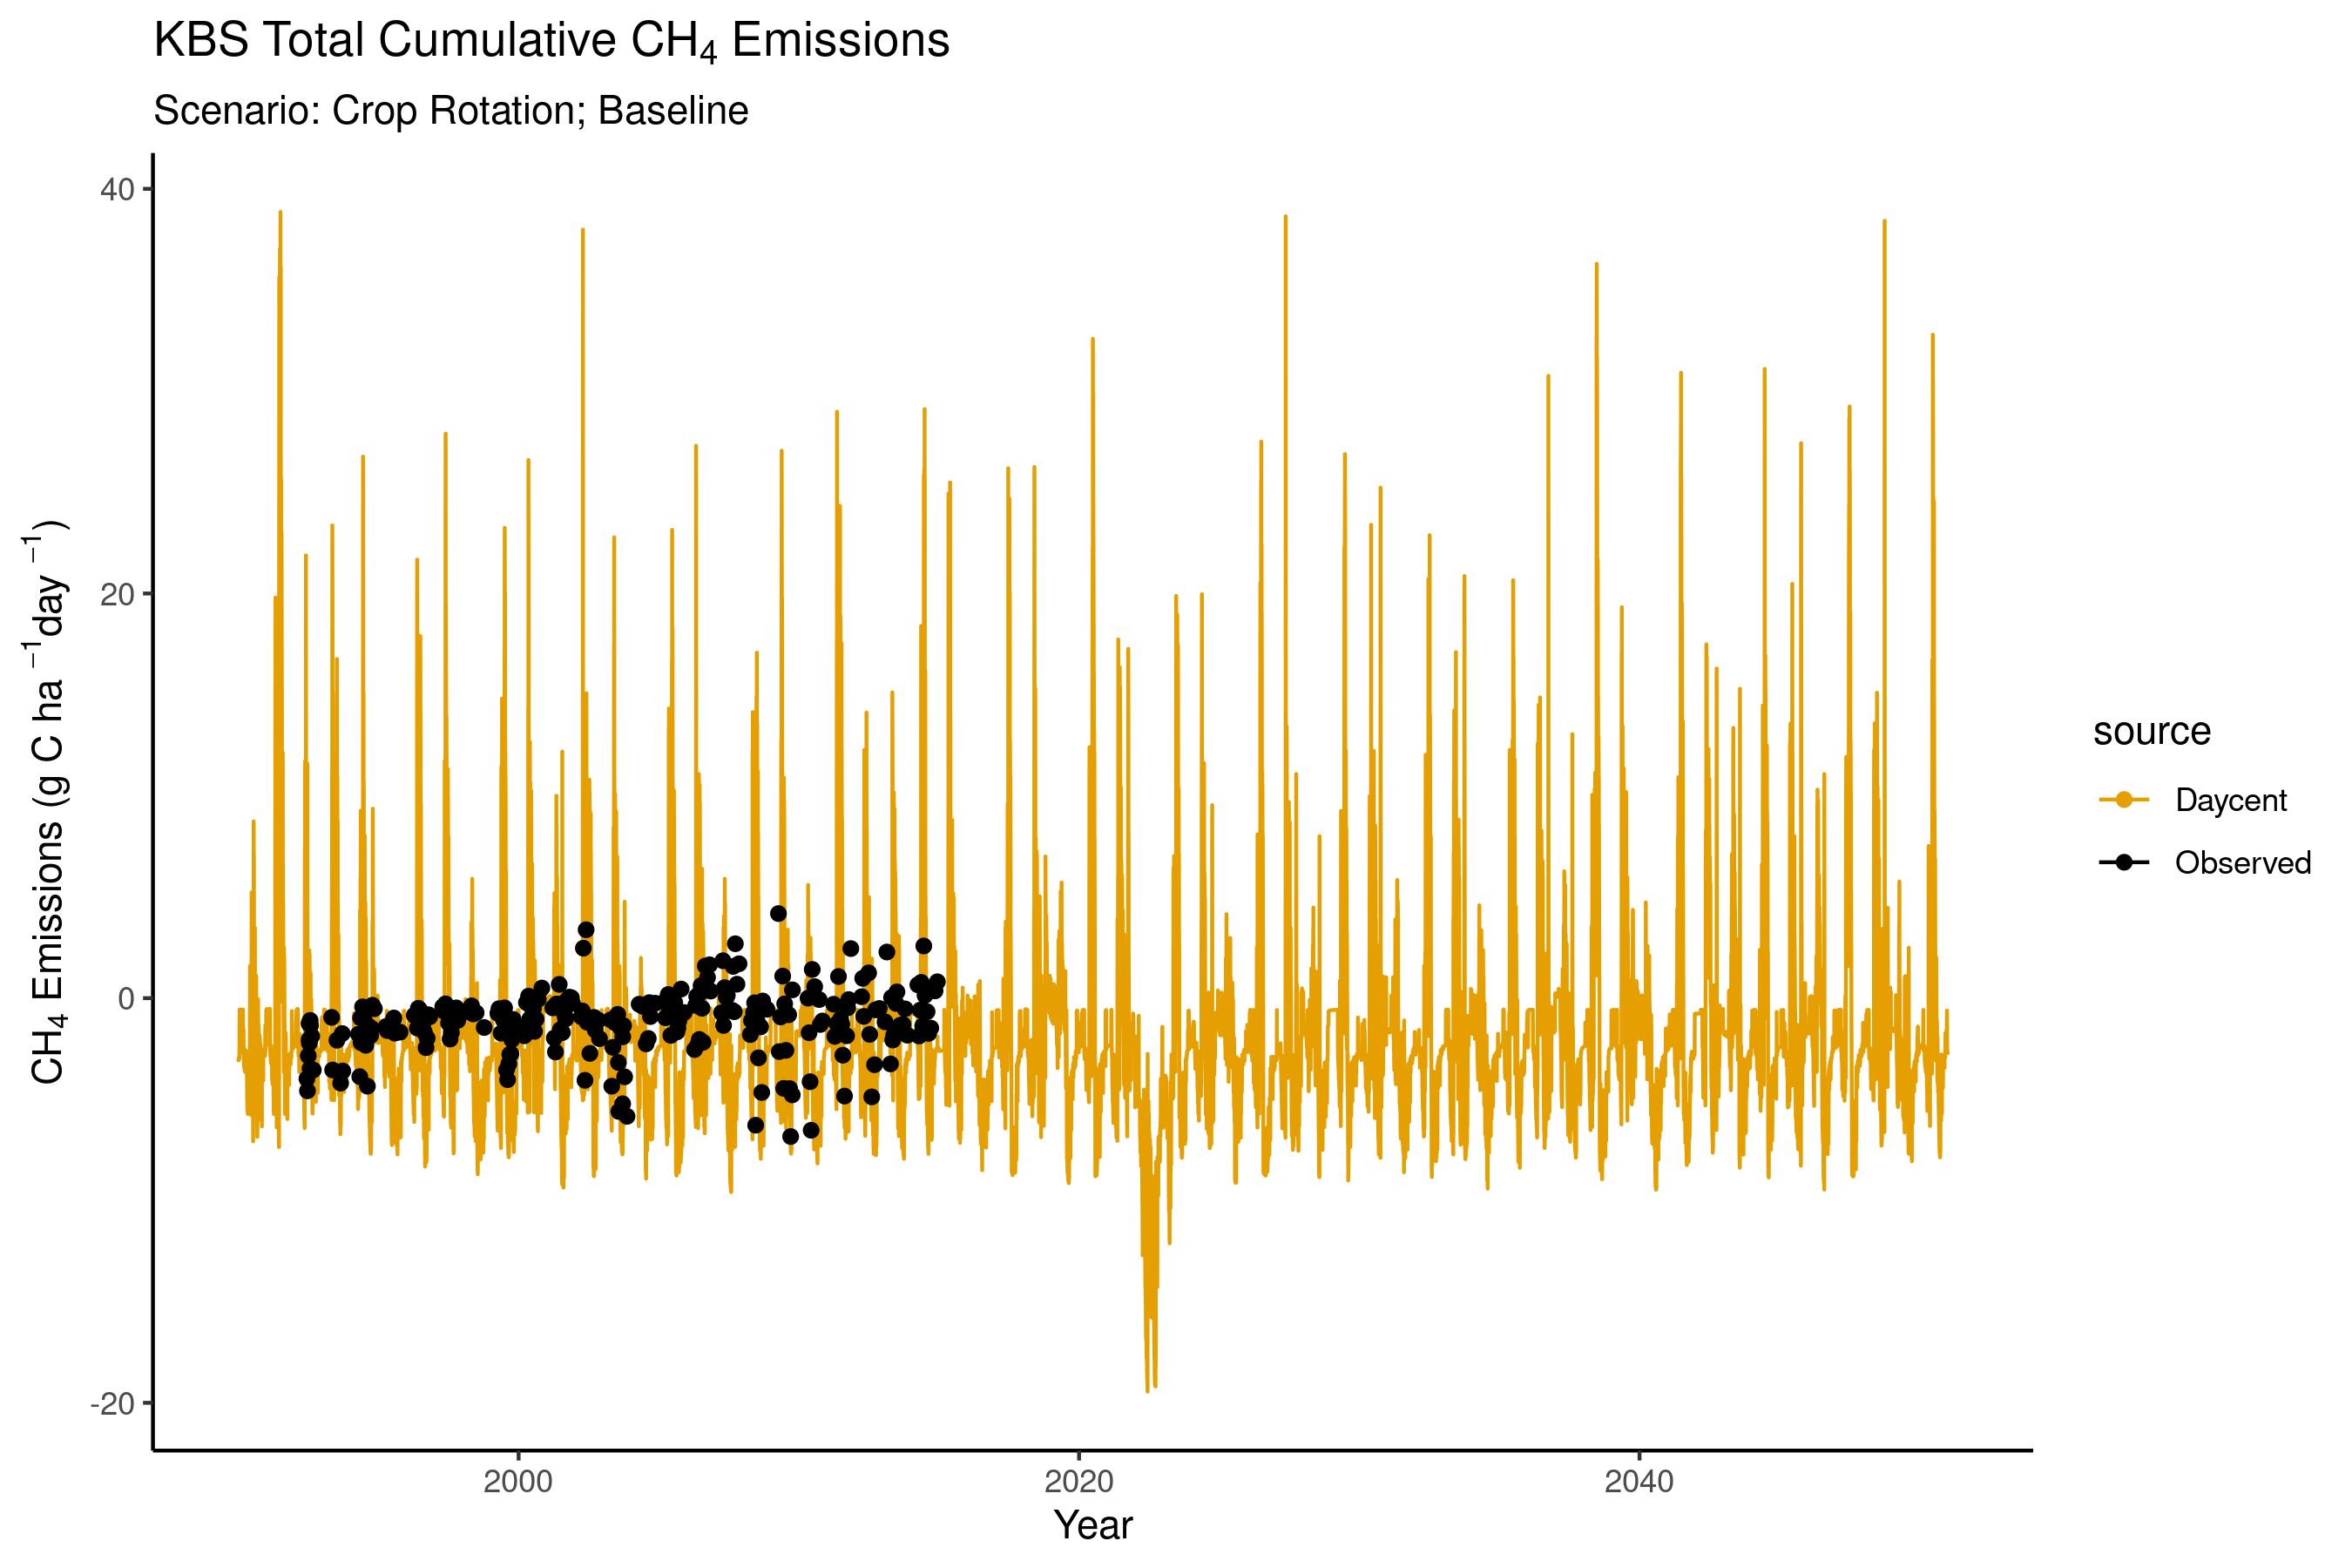 KBS Total Cumulative CH₄ Emissions
Scenario: Crop Rotation; Baseline
CH₄ Emissions (g C ha ⁻¹day ⁻¹)
40
20
0
-20
2000
2020
2040
Year
source
Daycent
Observed